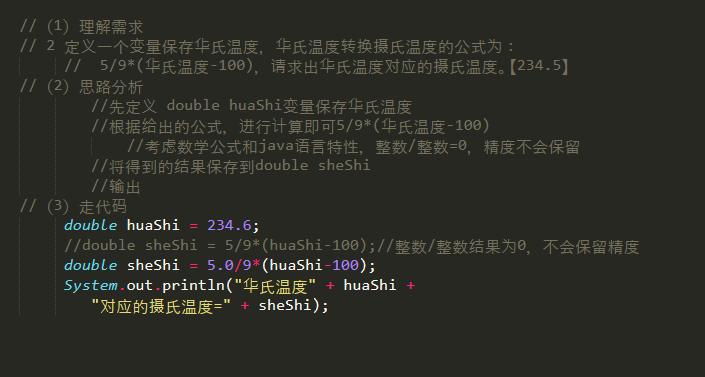 // (1) 理解需求
// 2 定义一个变量保存华氏温度，华氏温度转换摄氏温度的公式为：
//  5/9*(华氏温度-100)，请求出华氏温度对应的摄氏温度。【234.5】
// (2) 思路分析
//先定义 double huaShi变量保存华氏温度
//根据给出的公式，进行计算即可5/9*(华氏温度-100)
//考虑数学公式和java语言特性，整数/整数=0，精度不会保留
//将得到的结果保存到double sheShi
//输出
// (3) 走代码
double huaShi = 234.6;
//double sheShi = 5/9*(huaShi-100);//整数/整数结果为0，不会保留精度
double sheShi = 5.0/9*(huaShi-100);
System.out.println("华氏温度" + huaShi +
"对应的摄氏温度=" + sheShi);